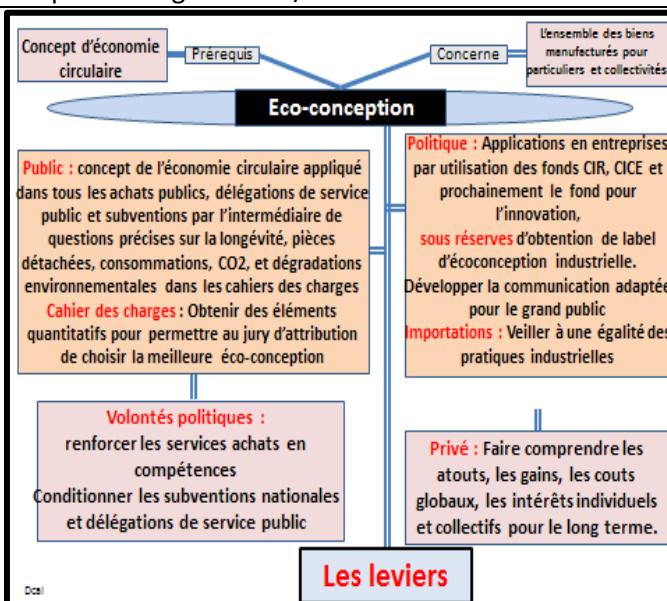 Concept d'économie
circulaire
Prérequis
Concerne
L'ensemble des biens
manufacturés pour
particuliers et collectivités
Eco-conception
Public : concept de l'économie circulaire appliqué
dans tous les achats publics, délégations de service
public et subventions par l'intermédiaire de
questions précises sur la longévité, pièces
détachées, consommations, CO2, et dégradations
environnementales dans les cahiers des charges
Cahier des charges : Obtenir des éléments
quantitatifs pour permettre au jury d'attribution
de choisir la meilleure éco-conception
Politique : Applications en entreprises
par utilisation des fonds CIR, CICE et
prochainement le fond pour
l'innovation,
sous réserves d'obtention de label
d'écoconception industrielle.
Développer la communication adaptée
pour le grand public
Importations : Veiller à une égalité des
pratiques industrielles
Volontés politiques :
renforcer les services achats en
compétences
Conditionner les subventions nationales
et délégations de service public
Privé : Faire comprendre les
atouts, les gains, les couts
globaux, les intérêts individuels
et collectifs pour le long terme.
Les leviers